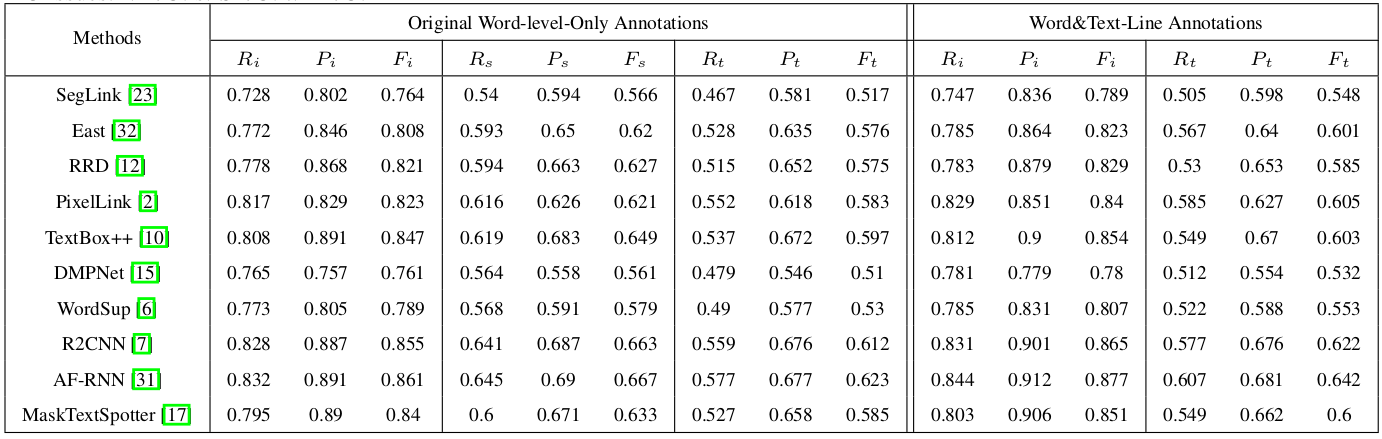 Methods Original Word-level-Only Annotations Word&Text-Line Annotations
R_i P_i F_i R_s P_s F_s R_t P_t F_t R_i P_i F_i R_t P_t F_t
SegLink [23] 0.728 0.802 0.764 0.54 0.594 0.566 0.467 0.581 0.517 0.747 0.836 0.789 0.505 0.598 0.548
East [32] 0.772 0.846 0.808 0.593 0.65 0.62 0.528 0.635 0.576 0.785 0.864 0.823 0.567 0.64 0.601
RRD [12] 0.778 0.868 0.821 0.594 0.663 0.627 0.515 0.652 0.575 0.783 0.879 0.829 0.53 0.653 0.585
PixelLink [2] 0.817 0.829 0.823 0.616 0.626 0.621 0.552 0.618 0.583 0.829 0.851 0.84 0.585 0.627 0.605
TextBox++ [10] 0.808 0.891 0.847 0.619 0.683 0.649 0.537 0.672 0.597 0.812 0.9 0.854 0.549 0.67 0.603
DMPNet [15] 0.765 0.757 0.761 0.564 0.558 0.561 0.479 0.546 0.51 0.781 0.779 0.78 0.512 0.554 0.532
WordSup [6] 0.773 0.805 0.789 0.568 0.591 0.579 0.49 0.577 0.53 0.785 0.831 0.807 0.522 0.588 0.553
R2CNN [7] 0.828 0.887 0.855 0.641 0.687 0.663 0.559 0.676 0.612 0.831 0.901 0.865 0.577 0.676 0.622
AF-RNN [31] 0.832 0.891 0.861 0.645 0.69 0.667 0.577 0.677 0.623 0.844 0.912 0.877 0.607 0.681 0.642
MaskTextSpotter [17] 0.795 0.89 0.84 0.6 0.671 0.633 0.527 0.658 0.585 0.803 0.906 0.851 0.549 0.662 0.6